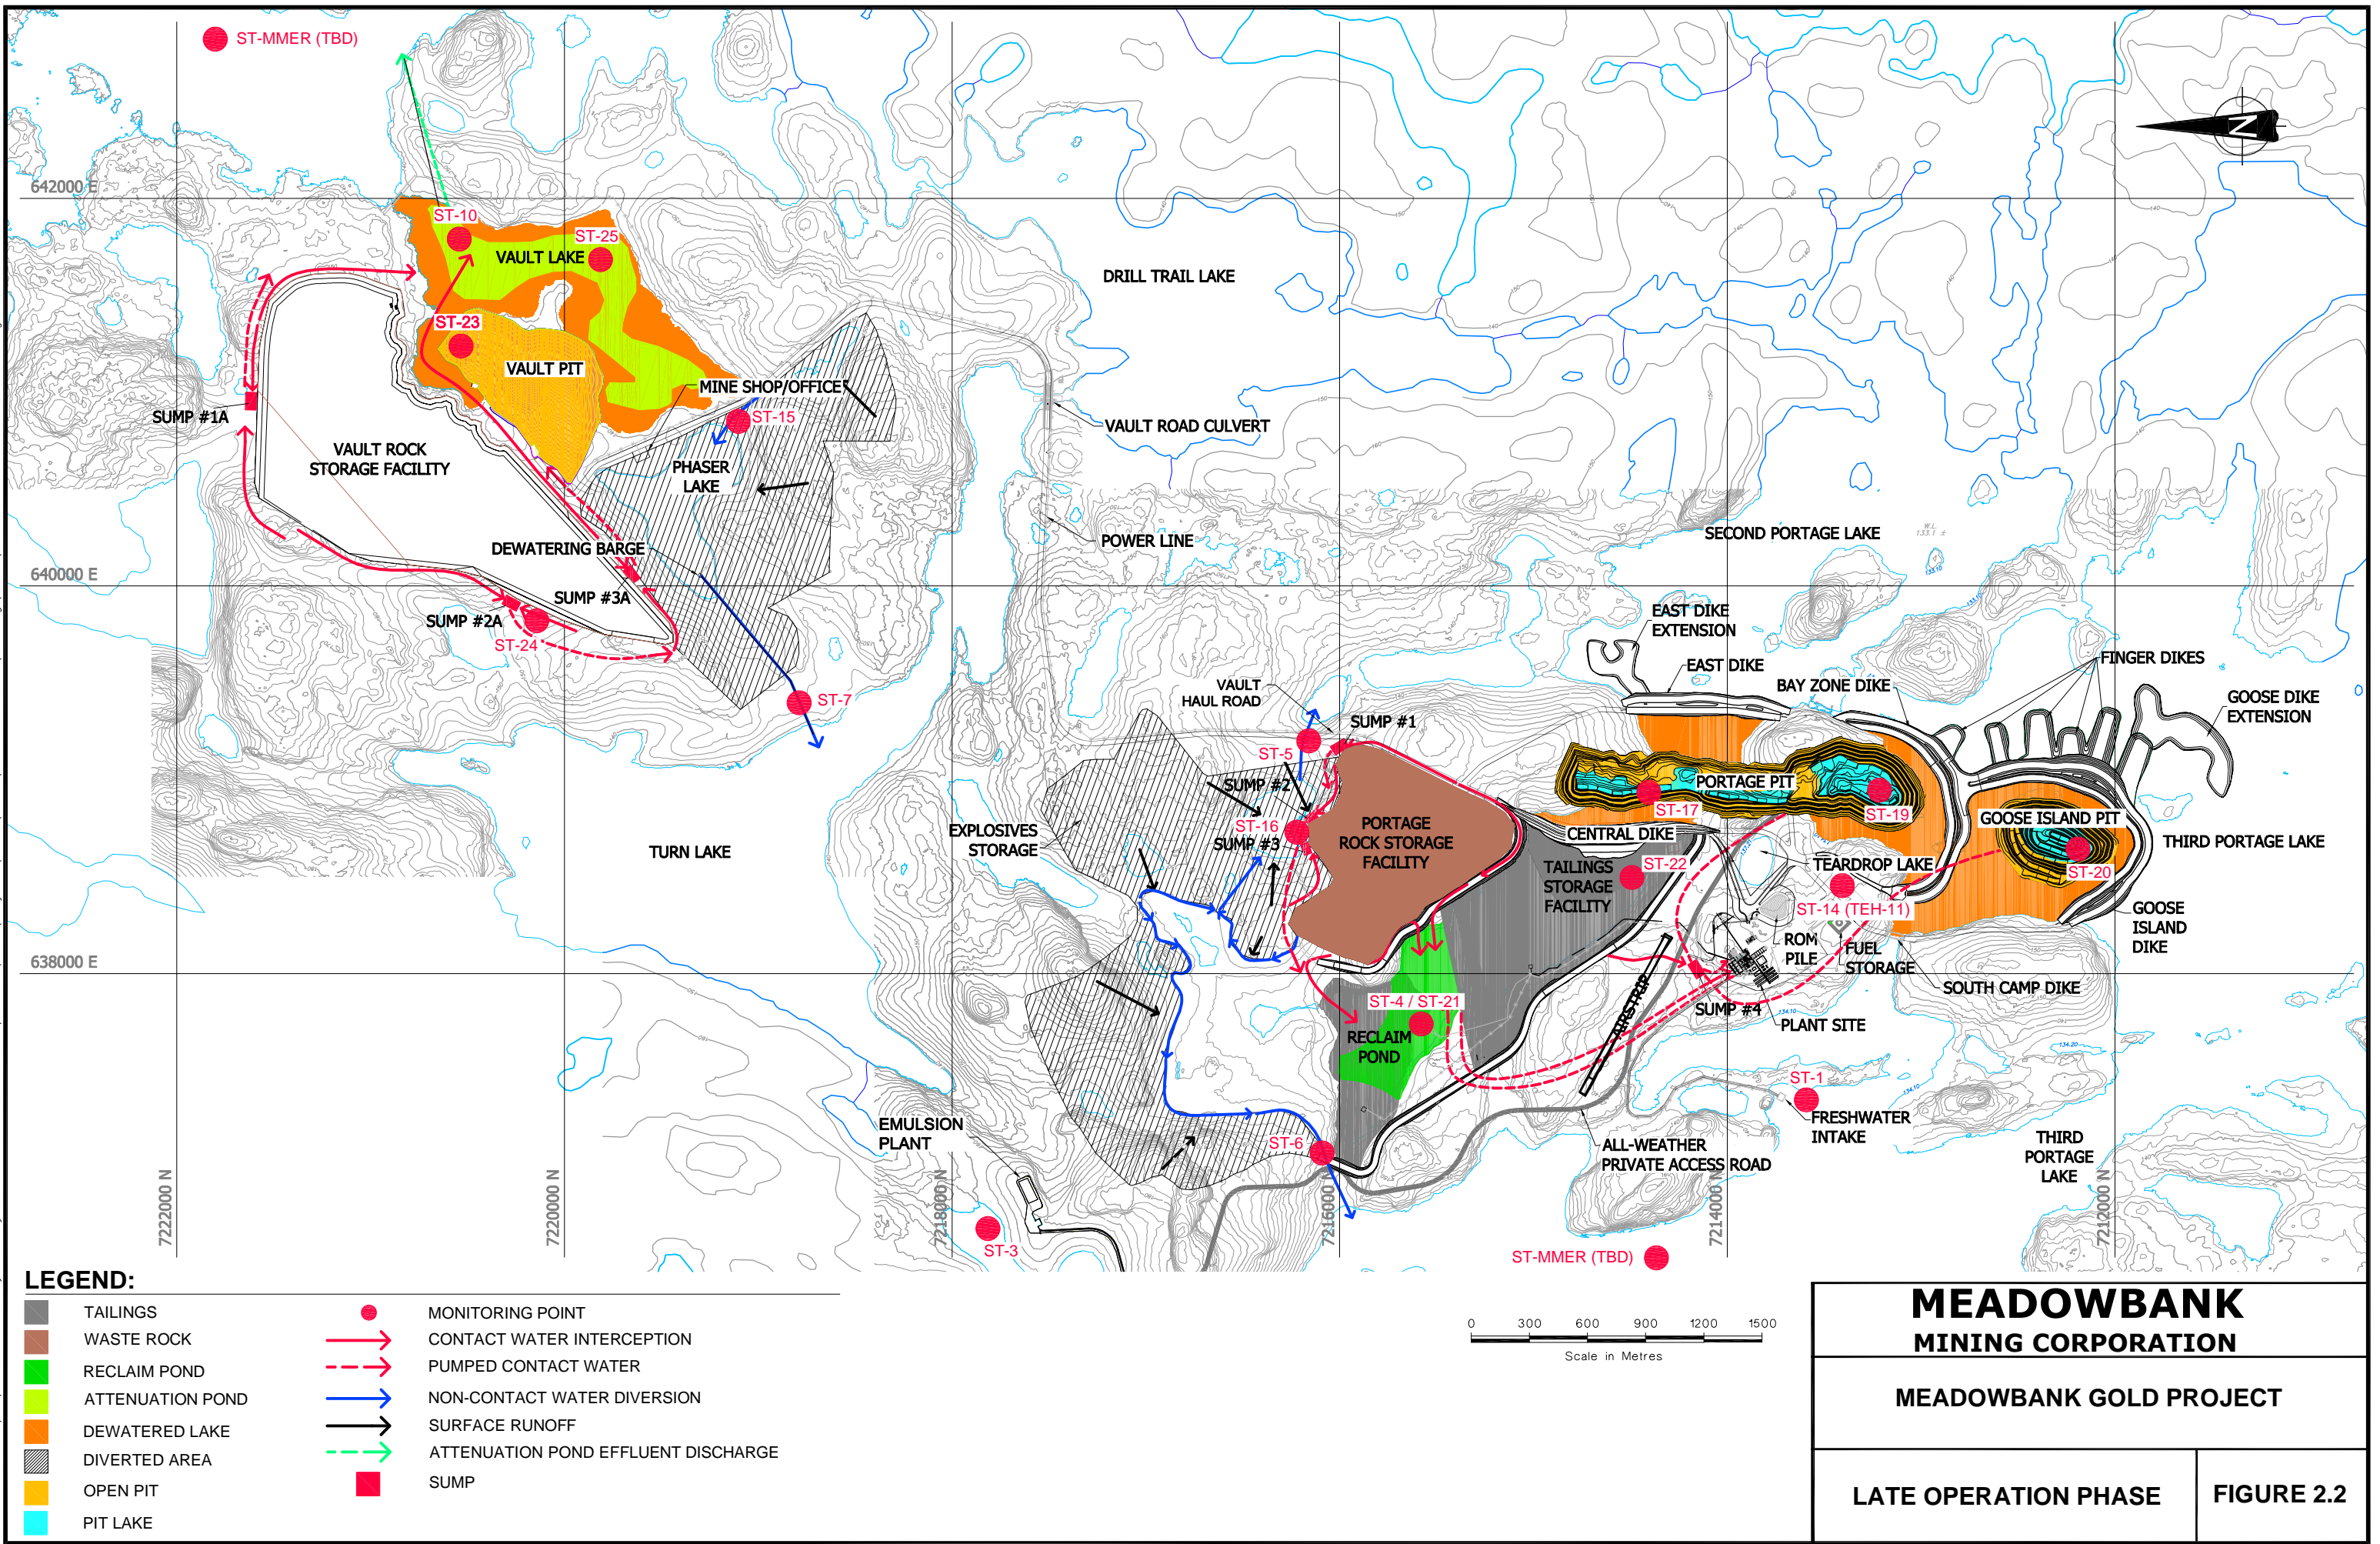 ST-MMER (TBD)
N
642000 E
ST-10
ST-25
VAULT LAKE
DRILL TRAIL LAKE
ST-23
VAULT PIT
MINE SHOP/OFFICE
SUMP #1A
ST-15
VAULT ROAD CULVERT
VAULT ROCK
STORAGE FACILITY
PHASER
LAKE
POWER LINE
SECOND PORTAGE LAKE
W.L.
133.1 ±
DEWATERING BARGE
640000 E
SUMP #3A
SUMP #2A
ST-24
EAST DIKE
EXTENSION
EAST DIKE
FINGER DIKES
BAY ZONE DIKE
GOOSE DIKE
EXTENSION
VAULT
HAUL ROAD
ST-7
SUMP #1
ST-5
SUMP #2
PORTAGE PIT
ST-17
ST-19
GOOSE ISLAND PIT
EXPLOSIVES
STORAGE
ST-16
SUMP #3
PORTAGE
ROCK STORAGE
FACILITY
CENTRAL DIKE
THIRD PORTAGE LAKE
TURN LAKE
TAILINGS
STORAGE
FACILITY
ST-22
TEARDROP LAKE
ST-20
ST-14 (TEH-11)
GOOSE
ISLAND
DIKE
ROM
PILE
FUEL
STORAGE
638000 E
SOUTH CAMP DIKE
AIRSTRIP
SUMP #4
PLANT SITE
ST-4 / ST-21
RECLAIM
POND
134.10
134.20
ST-1
FRESHWATER
INTAKE
EMULSION
PLANT
ST-6
ALL-WEATHER
PRIVATE ACCESS ROAD
THIRD
PORTAGE
LAKE
7222000 N
7220000 N
7218000 N
7216000 N
7214000 N
7212000 N
ST-3
ST-MMER (TBD)
LEGEND:
TAILINGS
WASTE ROCK
RECLAIM POND
ATTENUATION POND
DEWATERED LAKE
DIVERTED AREA
OPEN PIT
PIT LAKE
MONITORING POINT
CONTACT WATER INTERCEPTION
PUMPED CONTACT WATER
NON-CONTACT WATER DIVERSION
SURFACE RUNOFF
ATTENUATION POND EFFLUENT DISCHARGE
SUMP
0 300 600 900 1200 1500
Scale in Metres
MEADOWBANK
MINING CORPORATION
MEADOWBANK GOLD PROJECT
LATE OPERATION PHASE
FIGURE 2.2